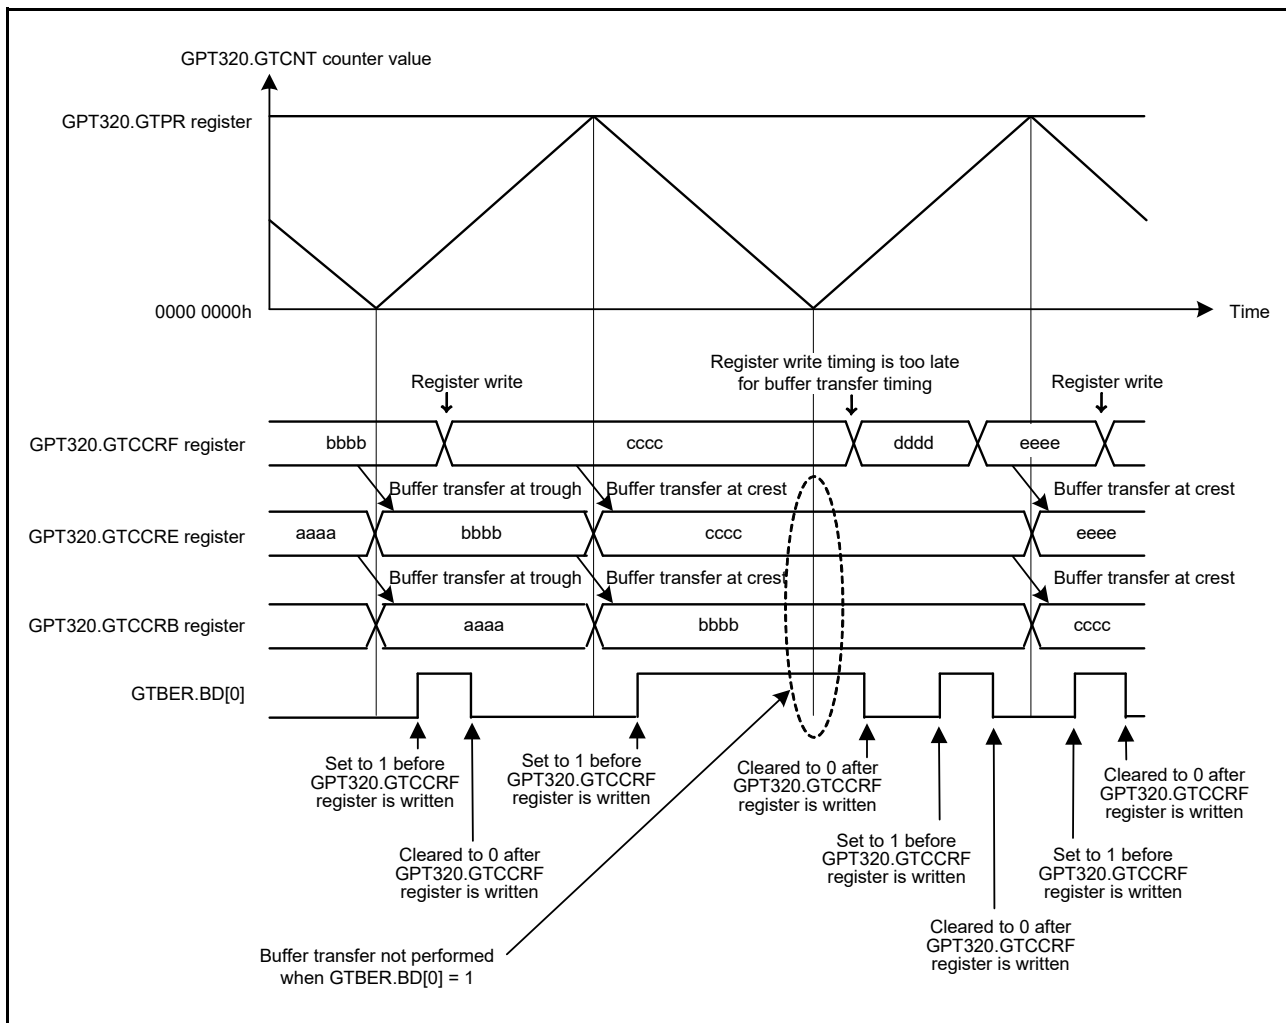 GPT320.GTCNT counter value
GPT320.GTPR register
0000 0000h
Time
Register write timing is too late
for buffer transfer timing
Register write
Register write
GPT320.GTCCRF register
bbbb
cccc
dddd
eeee
Buffer transfer at trough
Buffer transfer at crest
Buffer transfer at crest
GPT320.GTCCRE register
aaaa
bbbb
cccc
eeee
Buffer transfer at trough
Buffer transfer at crest
Buffer transfer at crest
GPT320.GTCCRB register
aaaa
bbbb
cccc
GTBER.BD[0]
Set to 1 before
GPT320.GTCCRF
register is written
Set to 1 before
GPT320.GTCCRF
register is written
Cleared to 0 after
GPT320.GTCCRF
register is written
Cleared to 0 after
GPT320.GTCCRF
register is written
Cleared to 0 after
GPT320.GTCCRF
register is written
Set to 1 before
GPT320.GTCCRF
register is written
Set to 1 before
GPT320.GTCCRF
register is written
Cleared to 0 after
GPT320.GTCCRF
register is written
Buffer transfer not performed
when GTBER.BD[0] = 1